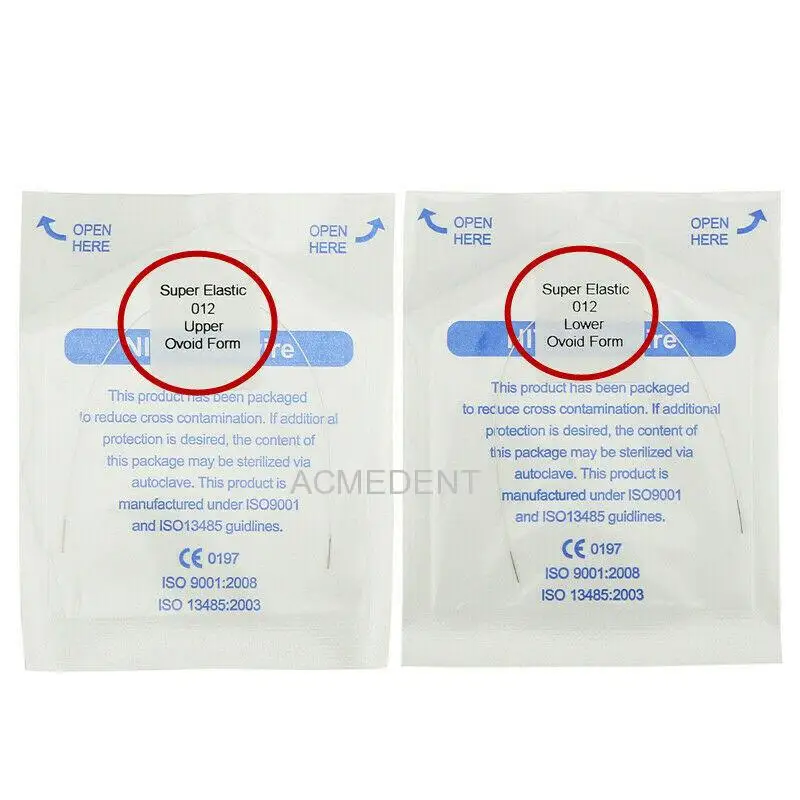 OPEN
HERE
OPEN
HERE
Super Elastic
012
Upper
Ovoid Form
This product has been packaged
to reduce cross contamination. If additional
protection is desired, the content of
this package may be sterilized via
autoclave. This product is
manufactured under ISO9001
and ISO13485 guidlines.
CE 0197
ISO 9001:2008
ISO 13485:2003
OPEN
HERE
OPEN
HERE
Super Elastic
012
Lower
Ovoid Form
This product has been packaged
to reduce cross contamination. If additional
protection is desired, the content of
this package may be sterilized via
autoclave. This product is
manufactured under ISO9001
and ISO13485 guidlines.
CE 0197
ISO 9001:2008
ISO 13485:2003
ACMEDENT